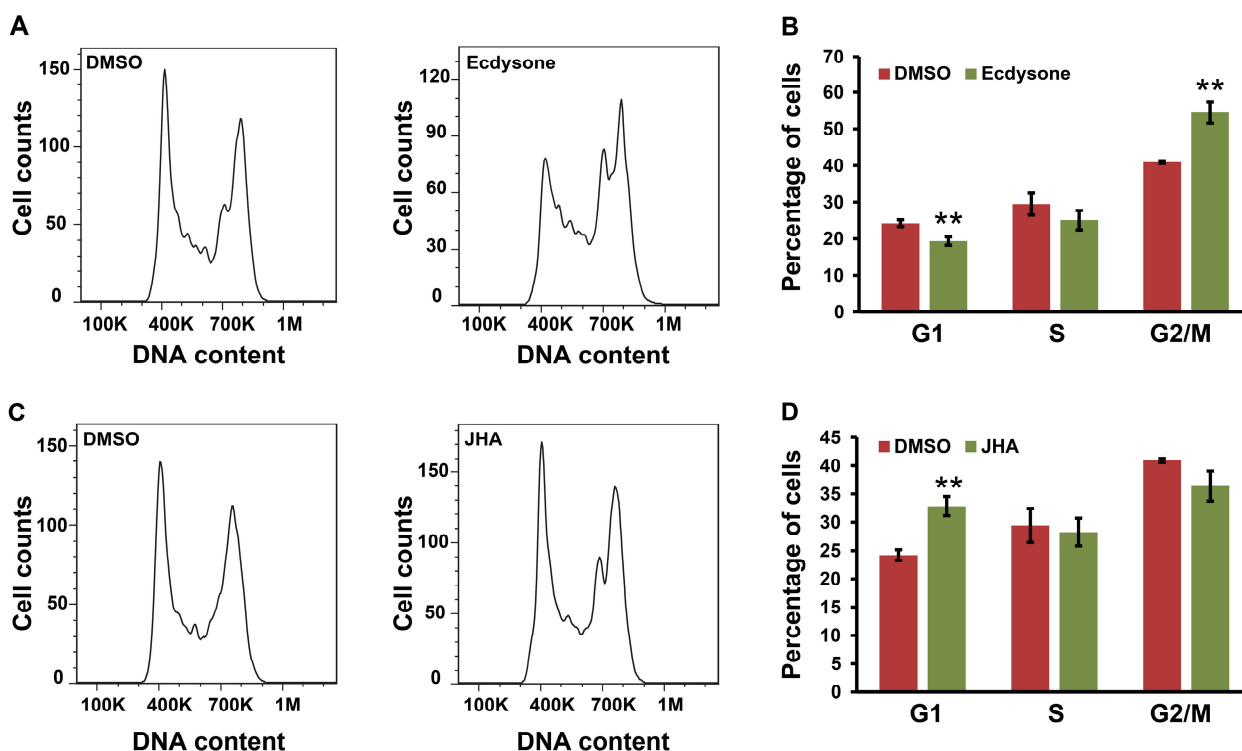 A
DMSO
Cell counts
150
100
50
0
100K 400K 700K 1M
DNA content
Ecdysone
Cell counts
120
90
60
30
0
100K 400K 700K 1M
DNA content
B
DMSO Ecdysone
Percentage of cells
70
60
50
40
30
20
10
0
**
**
G1 S G2/M
C
DMSO
Cell counts
150
100
50
0
100K 400K 700K 1M
DNA content
JHA
Cell counts
150
100
50
0
100K 400K 700K 1M
DNA content
D
DMSO JHA
Percentage of cells
45
40
35
30
25
20
15
10
5
0
**
G1 S G2/M